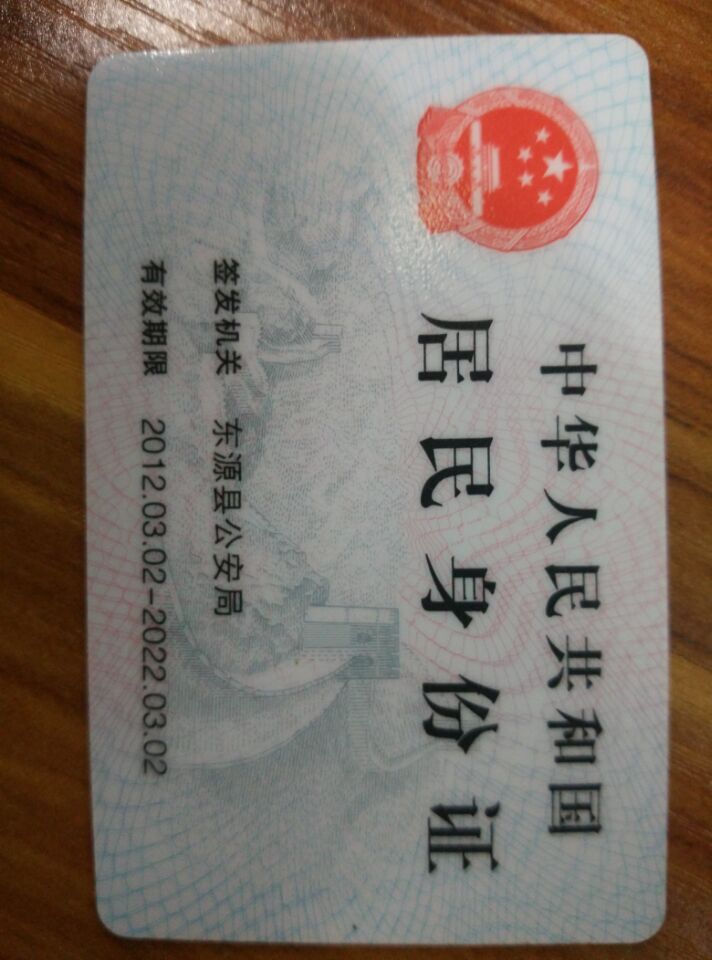 中华人民共和国
居民身份证
签发机关 东源县公安局
有效期限 2012.03.02-2022.03.02